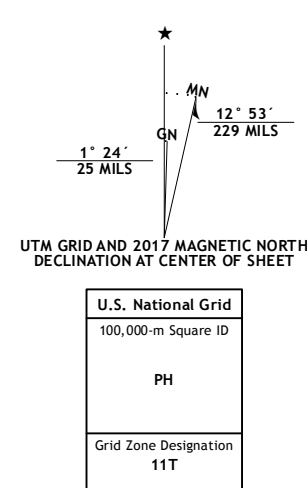 ★
MN
GN
12° 53´
229 MILS
1° 24´
25 MILS
UTM GRID AND 2017 MAGNETIC NORTH
DECLINATION AT CENTER OF SHEET
U.S. National Grid
100,000-m Square ID
PH
Grid Zone Designation
11T